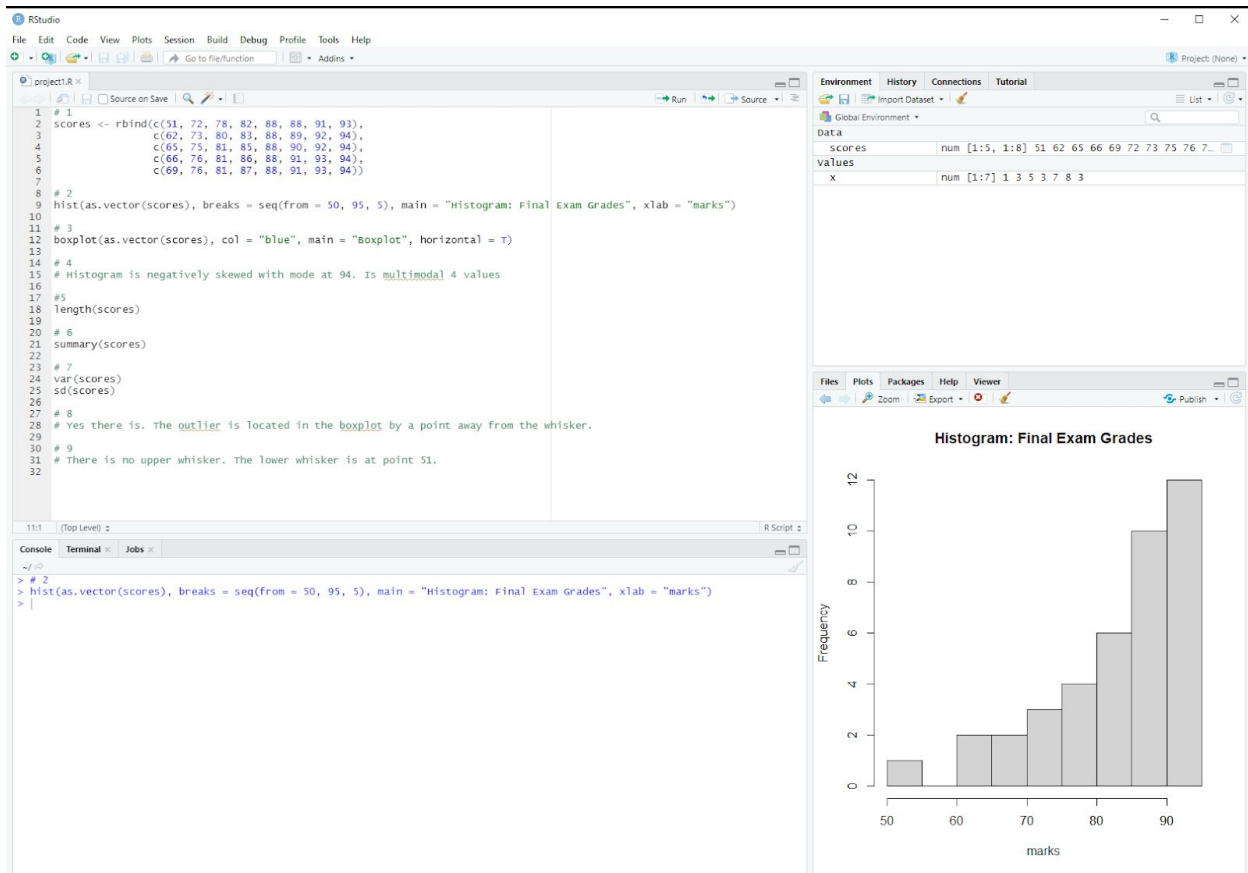 RStudio
File Edit Code View Plots Session Build Debug Profile Tools Help
Go to file/function Addins Project: (None)
project1.R
Source on Save Run Source
1 # 1
2 scores <- rbind(c(51, 72, 78, 82, 88, 88, 91, 93),
3 c(62, 73, 80, 83, 88, 89, 92, 94),
4 c(65, 75, 81, 85, 88, 90, 92, 94),
5 c(66, 76, 81, 86, 88, 91, 93, 94),
6 c(69, 76, 81, 87, 88, 91, 93, 94))
7
8 # 2
9 hist(as.vector(scores), breaks = seq(from = 50, 95, 5), main = "Histogram: Final Exam Grades", xlab = "marks")
10
11 # 3
12 boxplot(as.vector(scores), col = "blue", main = "Boxplot", horizontal = T)
13
14 # 4
15 # Histogram is negatively skewed with mode at 94. Is multimodal 4 values
16
17 #5
18 length(scores)
19
20 # 6
21 summary(scores)
22
23 # 7
24 var(scores)
25 sd(scores)
26
27 # 8
28 # Yes there is. The outlier is located in the boxplot by a point away from the whisker.
29
30 # 9
31 # There is no upper whisker. The lower whisker is at point 51.
32
11:1 (Top Level) R Script
Console Terminal Jobs
~/
> # 2
> hist(as.vector(scores), breaks = seq(from = 50, 95, 5), main = "Histogram: Final Exam Grades", xlab = "marks")
>
Environment History Connections Tutorial
Import Dataset List
Global Environment
Data
scores num [1:5, 1:8] 51 62 65 66 69 72 73 75 76 7...
Values
x num [1:7] 1 3 5 3 7 8 3
Files Plots Packages Help Viewer
Zoom Export Publish
Histogram: Final Exam Grades
Frequency
12
10
8
6
4
2
0
50 60 70 80 90
marks